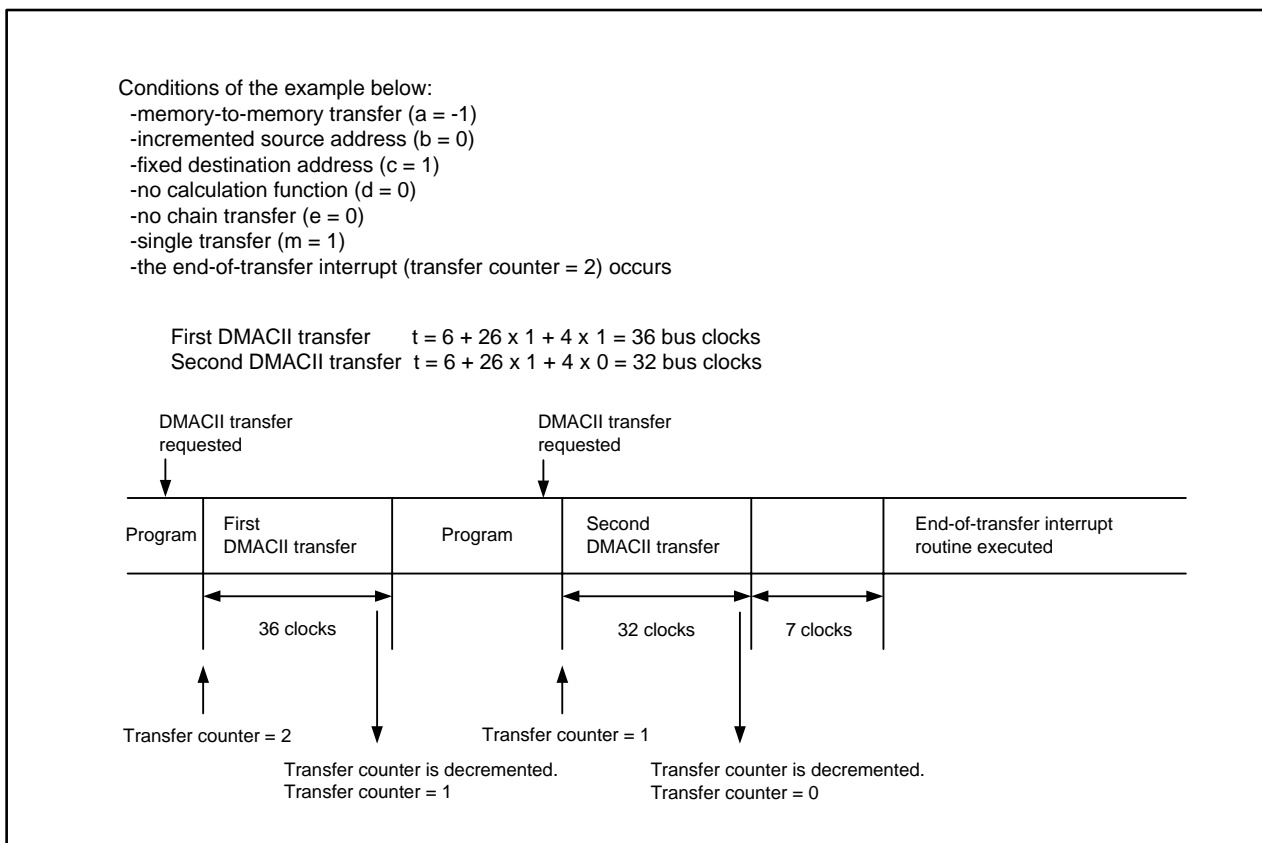 Conditions of the example below:
-memory-to-memory transfer (a = -1)
-incremented source address (b = 0)
-fixed destination address (c = 1)
-no calculation function (d = 0)
-no chain transfer (e = 0)
-single transfer (m = 1)
-the end-of-transfer interrupt (transfer counter = 2) occurs
First DMACII transfer t = 6 + 26 x 1 + 4 x 1 = 36 bus clocks
Second DMACII transfer t = 6 + 26 x 1 + 4 x 0 = 32 bus clocks
DMACII transfer
requested
DMACII transfer
requested
Program
First
DMACII transfer
Program
Second
DMACII transfer
End-of-transfer interrupt
routine executed
36 clocks
32 clocks
7 clocks
Transfer counter = 2
Transfer counter = 1
Transfer counter is decremented.
Transfer counter = 1
Transfer counter is decremented.
Transfer counter = 0